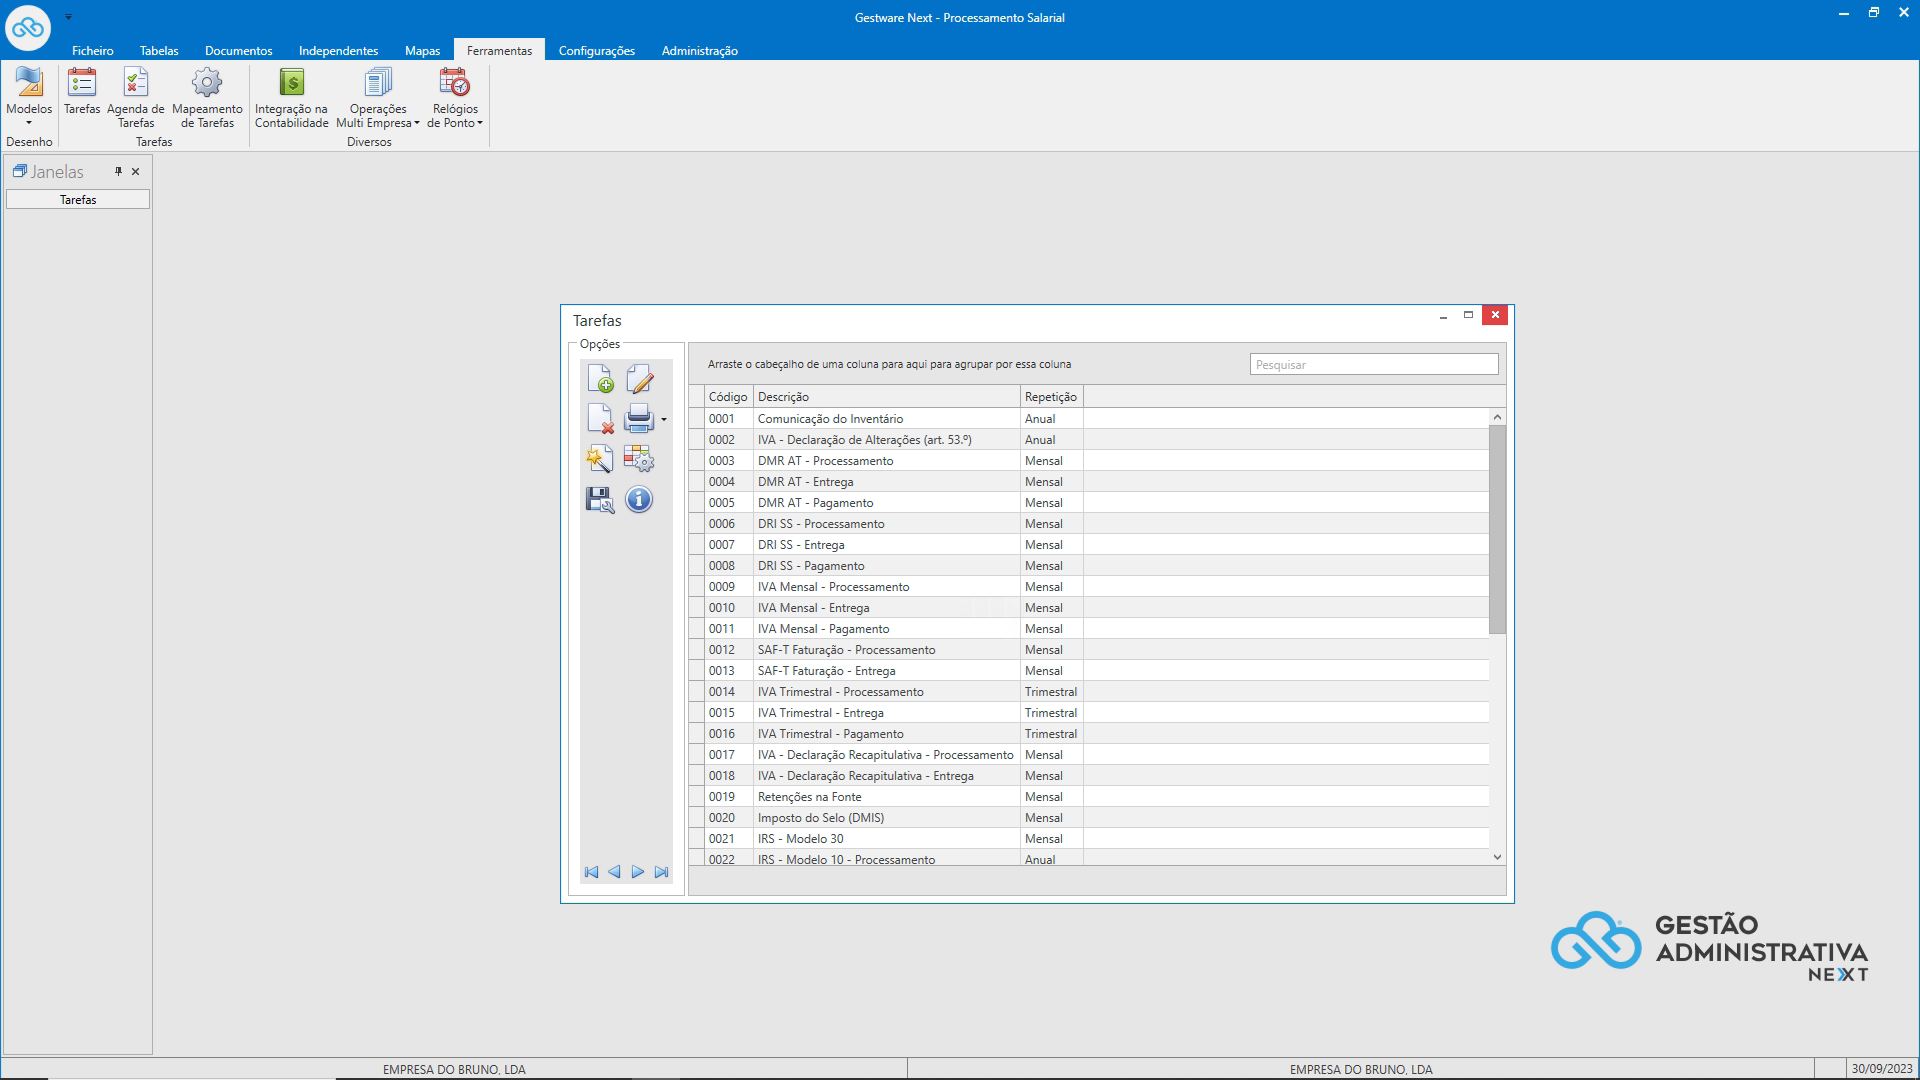 Gestware Next - Processamento Salarial
Ficheiro Tabelas Documentos Independentes Mapas Ferramentas Configurações Administração
Modelos
Tarefas
Agenda de Tarefas
Mapeamento de Tarefas
Integração na Contabilidade
Operações Multi Empresa
Relógios de Ponto
Desenho Tarefas Diversos
Janelas
Tarefas
Tarefas
Opções
Arraste o cabeçalho de uma coluna para aqui para agrupar por essa coluna
Pesquisar
Código Descrição Repetição
0001 Comunicação do Inventário Anual
0002 IVA - Declaração de Alterações (art. 53.º) Anual
0003 DMR AT - Processamento Mensal
0004 DMR AT - Entrega Mensal
0005 DMR AT - Pagamento Mensal
0006 DRI SS - Processamento Mensal
0007 DRI SS - Entrega Mensal
0008 DRI SS - Pagamento Mensal
0009 IVA Mensal - Processamento Mensal
0010 IVA Mensal - Entrega Mensal
0011 IVA Mensal - Pagamento Mensal
0012 SAF-T Faturação - Processamento Mensal
0013 SAF-T Faturação - Entrega Mensal
0014 IVA Trimestral - Processamento Trimestral
0015 IVA Trimestral - Entrega Trimestral
0016 IVA Trimestral - Pagamento Trimestral
0017 IVA - Declaração Recapitulativa - Processamento Mensal
0018 IVA - Declaração Recapitulativa - Entrega Mensal
0019 Retenções na Fonte Mensal
0020 Imposto do Selo (DMIS) Mensal
0021 IRS - Modelo 30 Mensal
0022 IRS - Modelo 10 - Processamento Anual
GESTÃO
ADMINISTRATIVA
NEXT
EMPRESA DO BRUNO, LDA EMPRESA DO BRUNO, LDA 30/09/2023